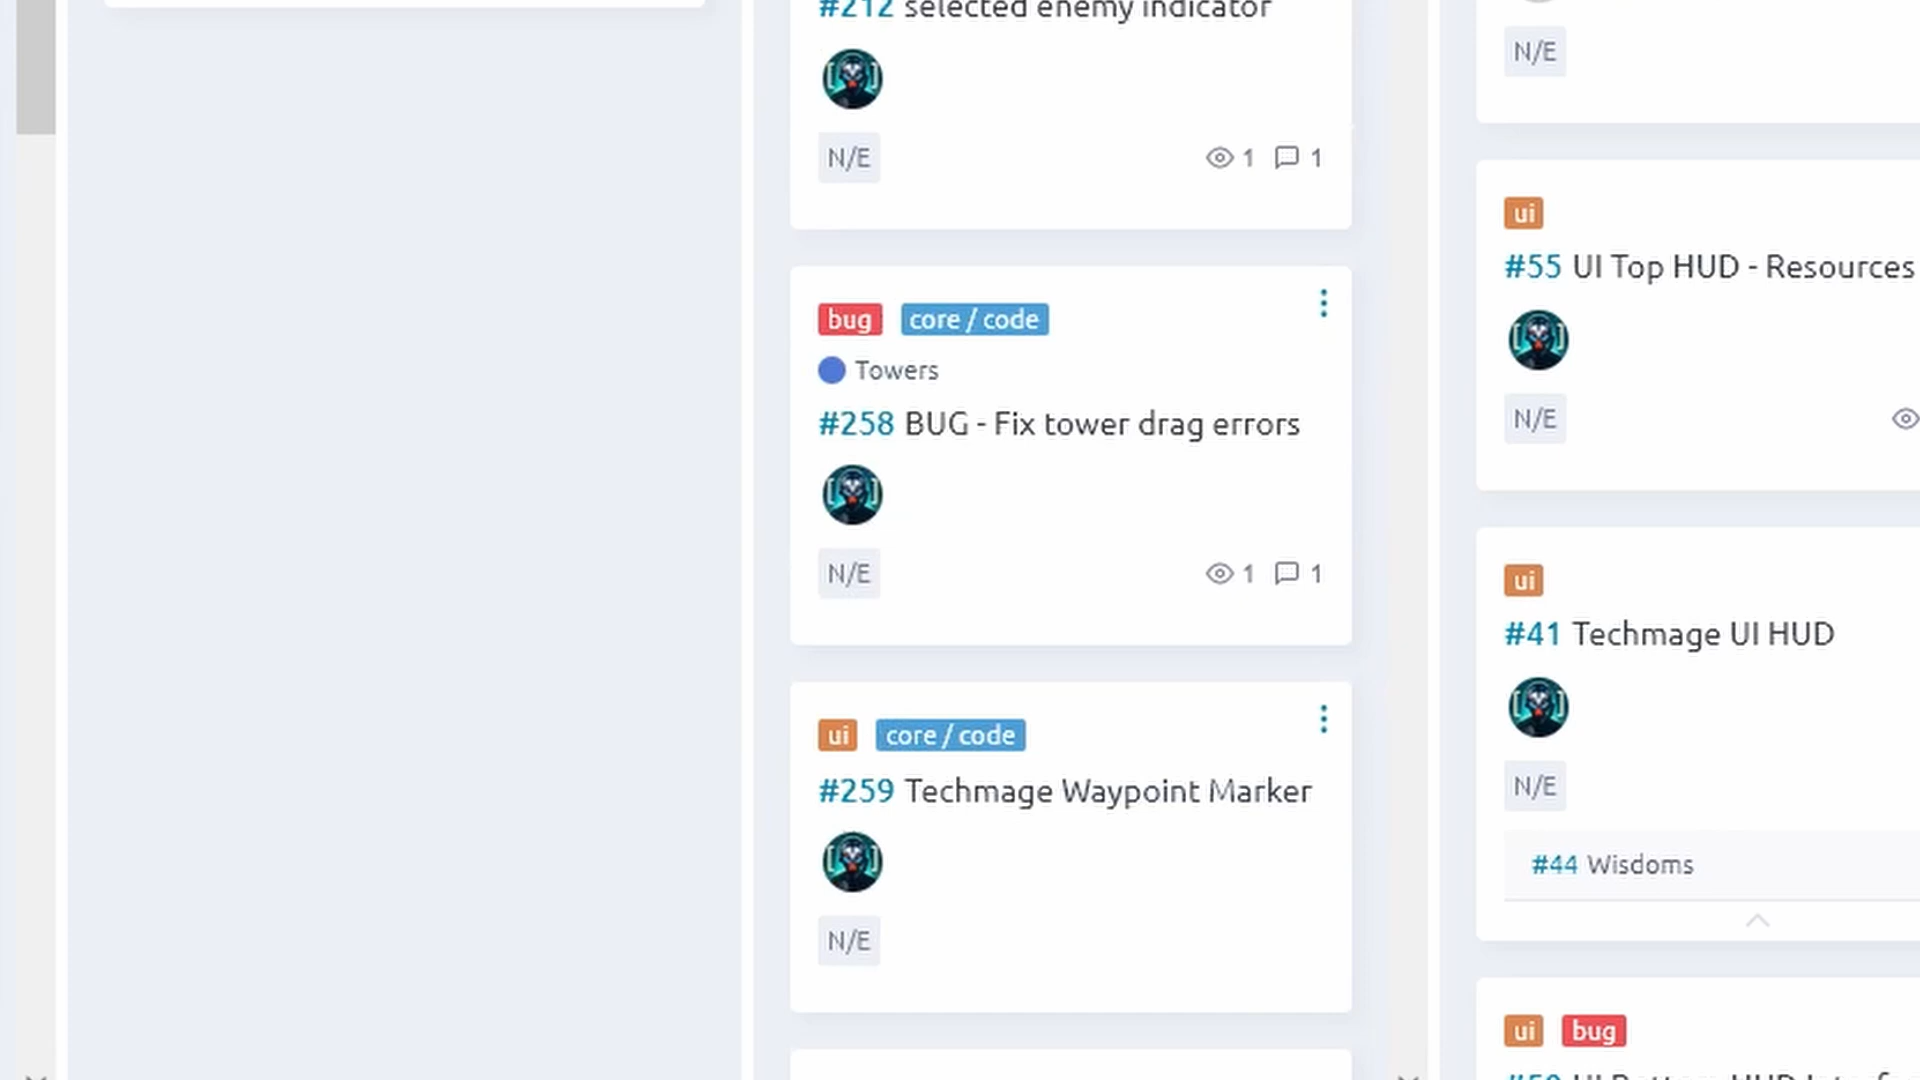 #212 selected enemy indicator
N/E
1 1
bug core / code
Towers
#258 BUG - Fix tower drag errors
N/E
1 1
ui core / code
#259 Techmage Waypoint Marker
N/E
N/E
ui
#55 UI Top HUD - Resources
N/E
ui
#41 Techmage UI HUD
N/E
#44 Wisdoms
ui bug